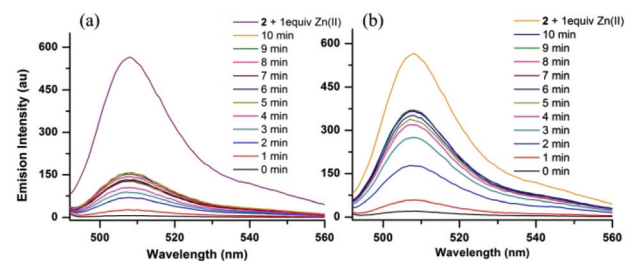 (a)
Emision Intensity (au)
600
450
300
150
0
500
520
540
560
Wavelength (nm)
2 + 1equiv Zn(II)
10 min
9 min
8 min
7 min
6 min
5 min
4 min
3 min
2 min
1 min
0 min
(b)
600
450
300
150
0
500
520
540
560
Wavelength (nm)
2 + 1equiv Zn(II)
10 min
9 min
8 min
7 min
6 min
5 min
4 min
3 min
2 min
1 min
0 min